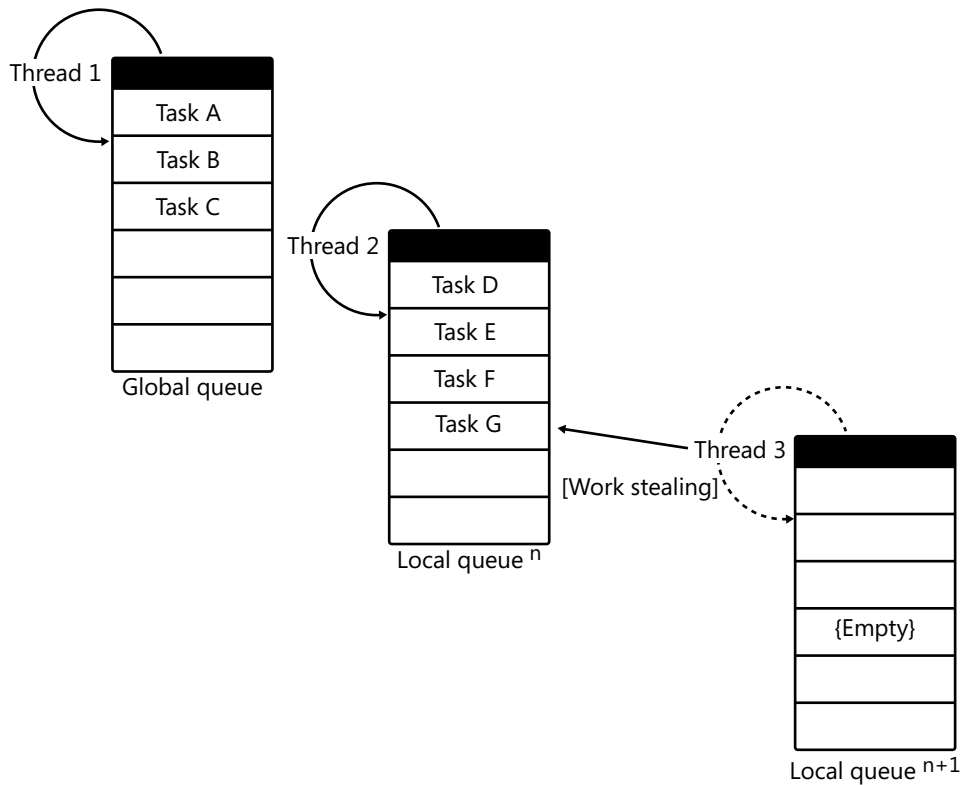 Thread 1
Task A
Task B
Task C
Global queue
Thread 2
Task D
Task E
Task F
Task G
Local queue n
Thread 3
[Work stealing]
{Empty}
Local queue n+1